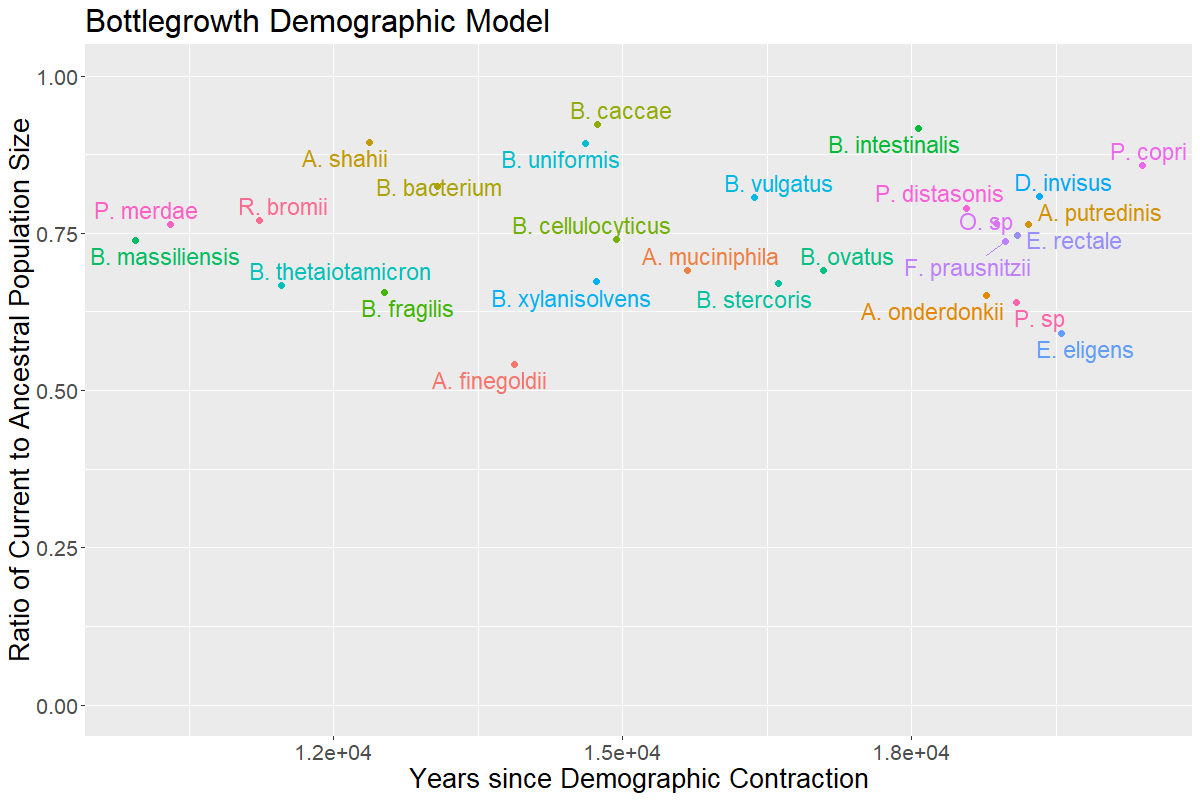 Bottlegrowth Demographic Model
Ratio of Current to Ancestral Population Size
1.00
0.75
0.50
0.25
0.00
B. caccae
B. intestinalis
A. shahii
B. uniformis
P. copri
B. bacterium
B. vulgatus
D. invisus
P. distasonis
P. merdae
R. bromii
A. putredinis
O. sp
B. cellulocyticus
E. rectale
B. massiliensis
A. muciniphila
B. ovatus
F. prausnitzii
B. thetaiotamicron
B. xylanisolvens
B. stercoris
B. fragilis
A. onderdonkii
P. sp
E. eligens
A. finegoldii
1.2e+04
1.5e+04
1.8e+04
Years since Demographic Contraction